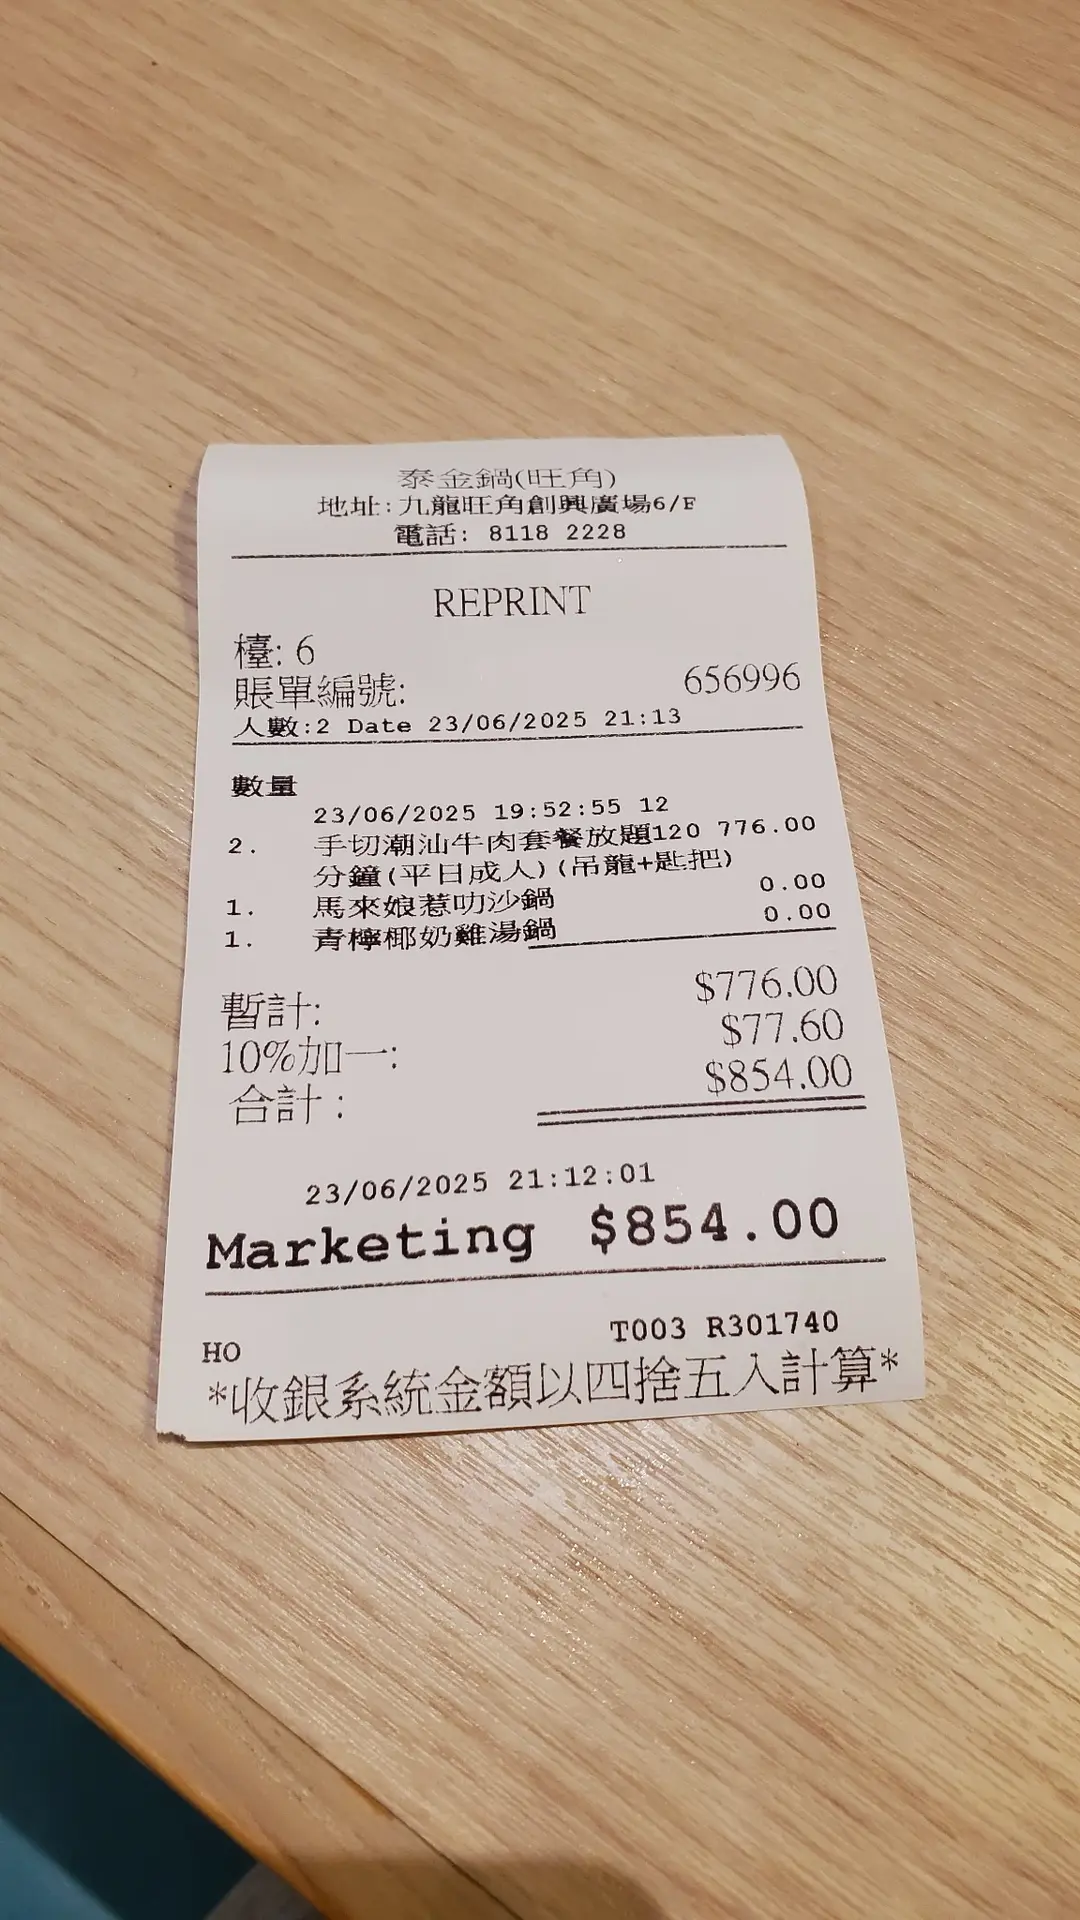 泰金鍋(旺角)
地址:九龍旺角創興廣場6/F
電話: 8118 2228
REPRINT
檯: 6
賬單編號: 656996
人數:2 Date 23/06/2025 21:13
數量
23/06/2025 19:52:55 12
2. 手切潮汕牛肉套餐放題120 776.00
分鐘(平日成人)(吊龍+匙把)
1. 馬來娘惹叻沙鍋 0.00
1. 青檸椰奶雞湯鍋 0.00
暫計: $776.00
10%加一: $77.60
合計 : $854.00
23/06/2025 21:12:01
Marketing $854.00
T003 R301740
HO
*收銀系統金額以四捨五入計算*